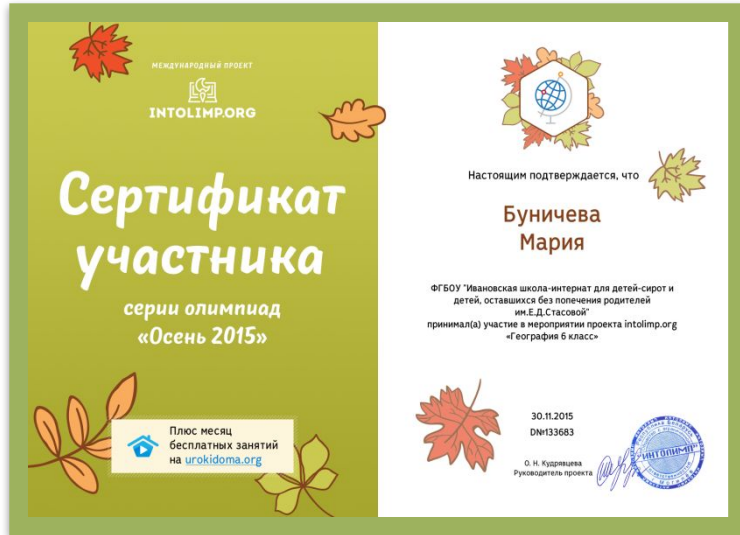 МЕЖДУНАРОДНЫЙ ПРОЕКТ
INTOLIMP.ORG
Сертификат
участника
серии олимпиад
«Осень 2015»
Плюс месяц
бесплатных занятий
на urokidoma.org
Настоящим подтверждается, что
Буничева
Мария
ФГБОУ "Ивановская школа-интернат для детей-сирот и
детей, оставшихся без попечения родителей
им.Е.Д.Стасовой"
принимал(а) участие в мероприятии проекта intolimp.org
«География 6 класс»
30.11.2015
DN№133683
О. Н. Кудрявцева
Руководитель проекта
"ИНТОЛИМП"